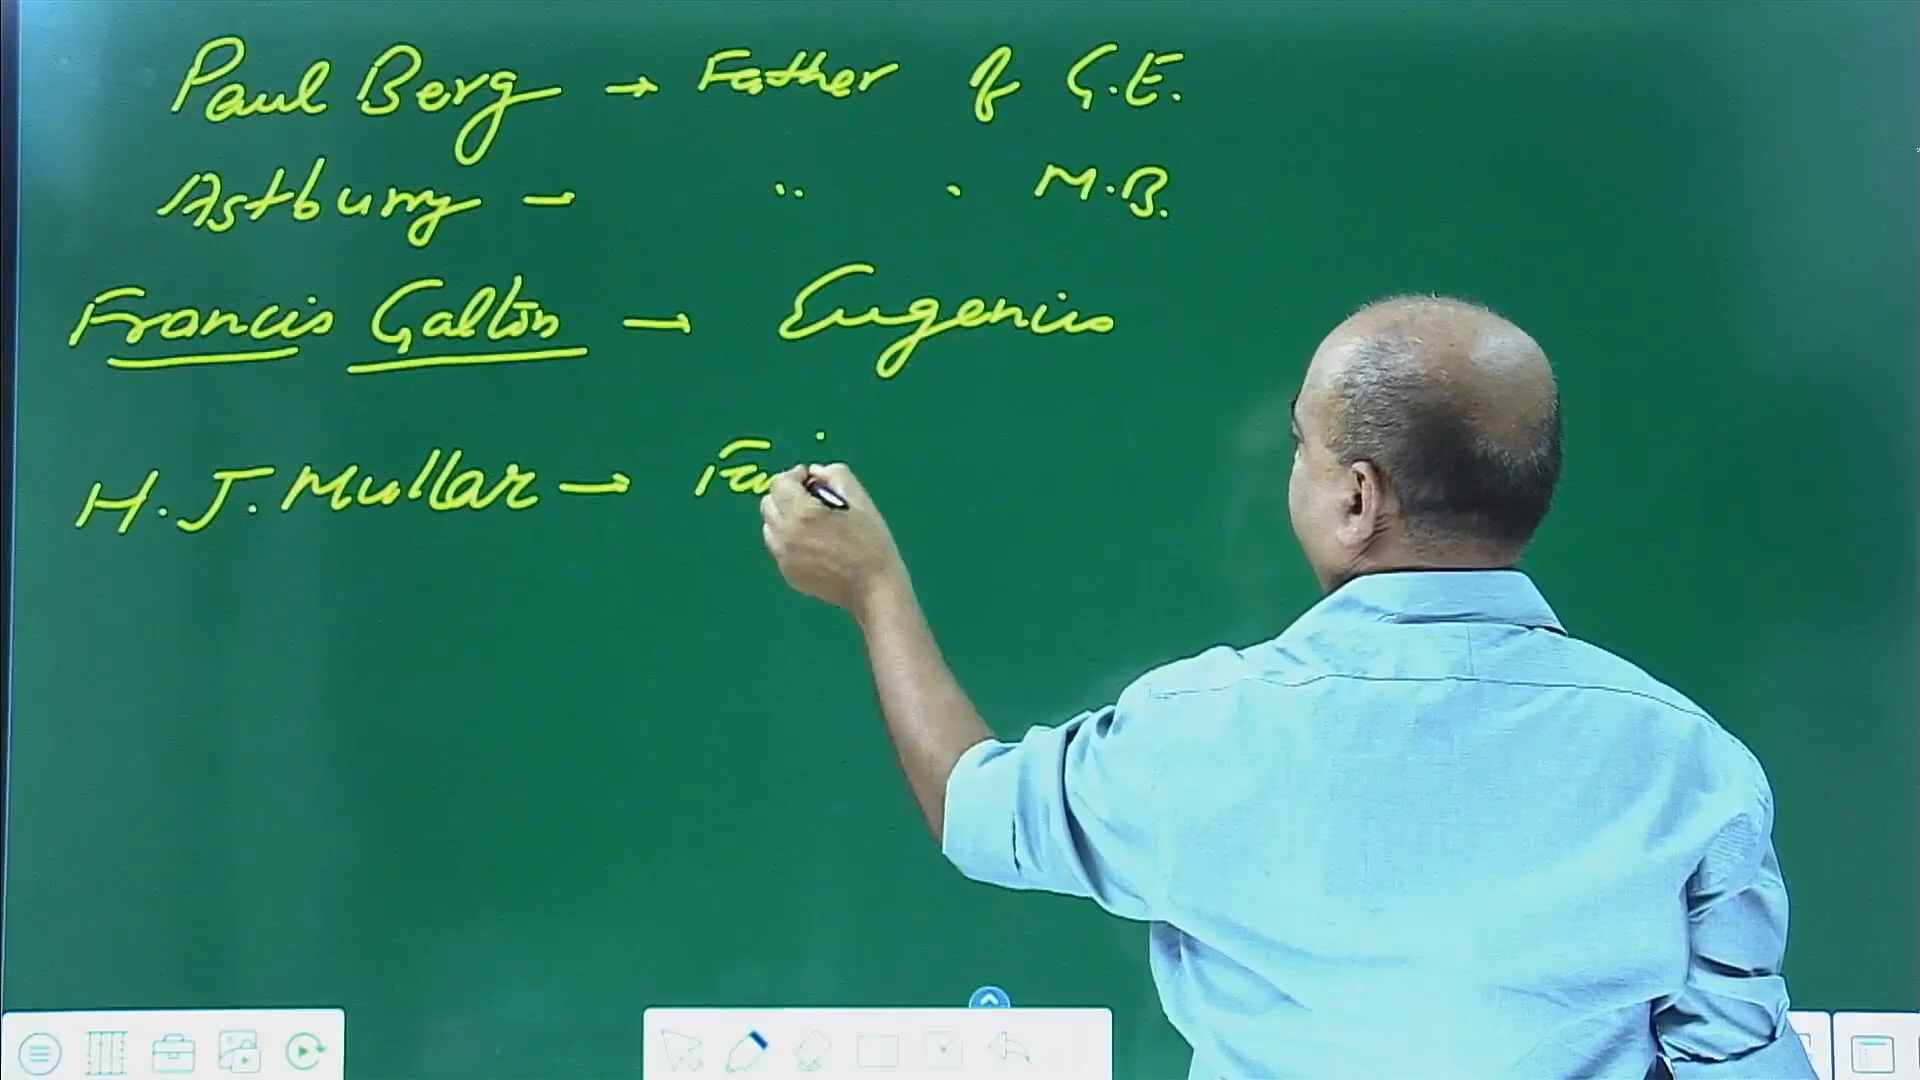 Paul Berg → Father of G.E.
Astbury - " " M.B.
Francis Galton → Eugenics
H. J. Mullar →